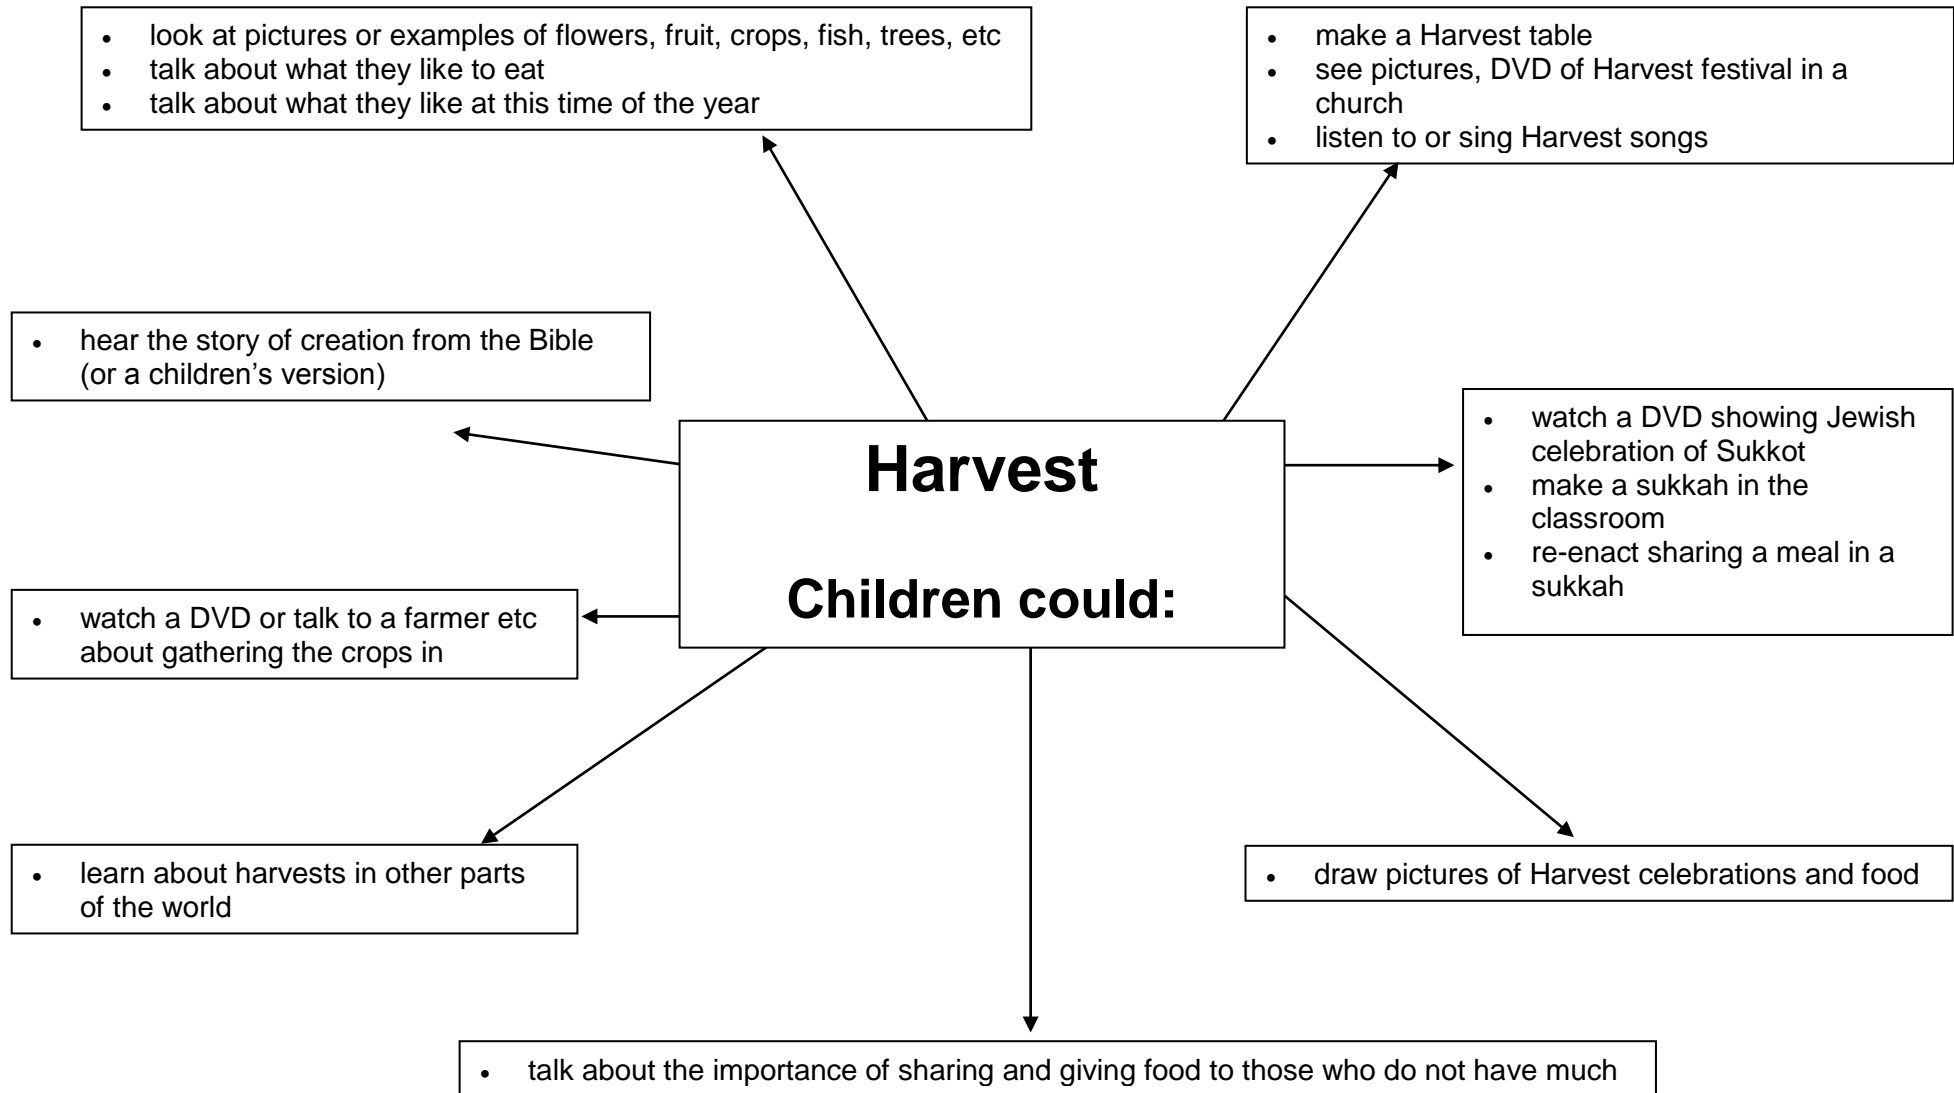 • look at pictures or examples of flowers, fruit, crops, fish, trees, etc
• talk about what they like to eat
• talk about what they like at this time of the year
• make a Harvest table
• see pictures, DVD of Harvest festival in a
church
• listen to or sing Harvest songs
• hear the story of creation from the Bible
(or a children’s version)
Harvest
Children could:
• watch a DVD showing Jewish
celebration of Sukkot
• make a sukkah in the
classroom
• re-enact sharing a meal in a
sukkah
• watch a DVD or talk to a farmer etc
about gathering the crops in
• learn about harvests in other parts
of the world
• draw pictures of Harvest celebrations and food
• talk about the importance of sharing and giving food to those who do not have much